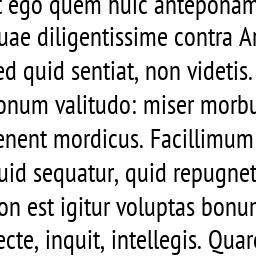 ego quem huic anteponam
uae diligentissime contra Ar
ed quid sentiat, non videtis.
onum valitudo: miser morbu
enent mordicus. Facillimum
uid sequatur, quid repugnet
on est igitur voluptas bonum
ecte, inquit, intellegis. Quare